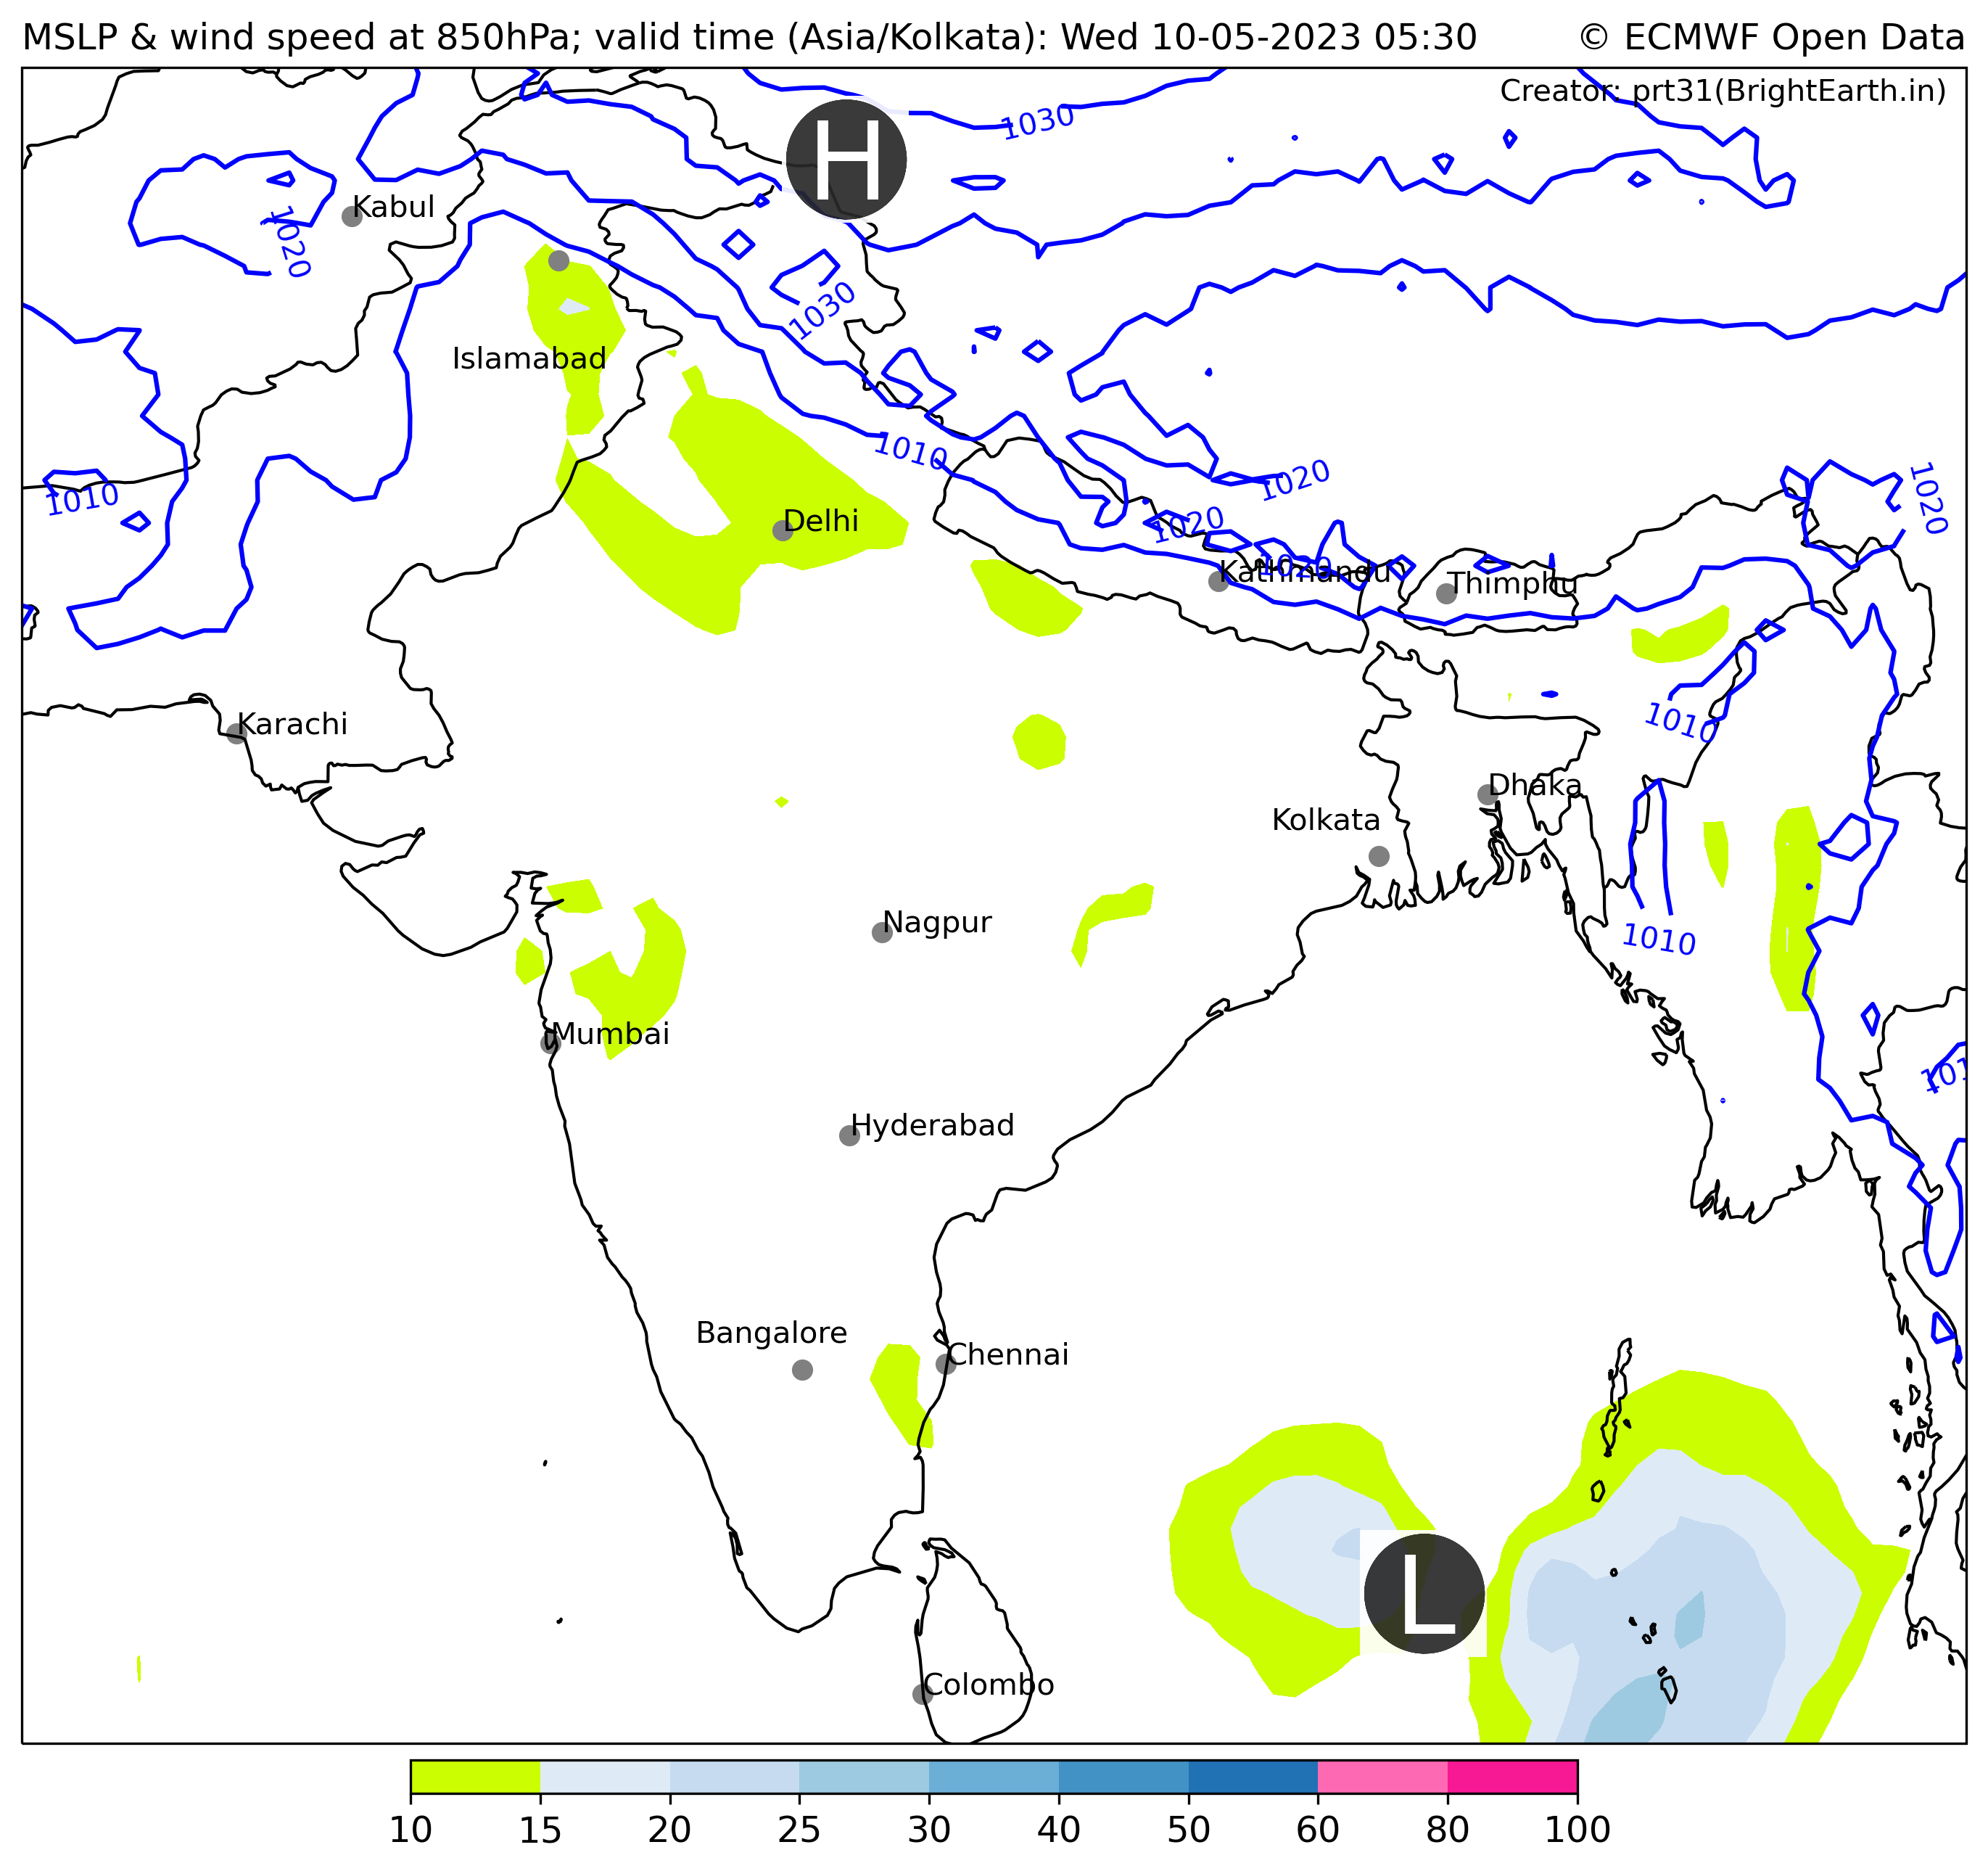 MSLP & wind speed at 850hPa; valid time (Asia/Kolkata): Wed 10-05-2023 05:30
© ECMWF Open Data
Creator: prt31(BrightEarth.in)
H
1030
Kabul
1020
1030
Islamabad
1010
1010
1020
1020
Delhi
1020
1020
Kathmandu
Thimphu
1010
Karachi
Dhaka
Kolkata
Nagpur
1010
Mumbai
101
Hyderabad
Bangalore
Chennai
L
Colombo
10 15 20 25 30 40 50 60 80 100